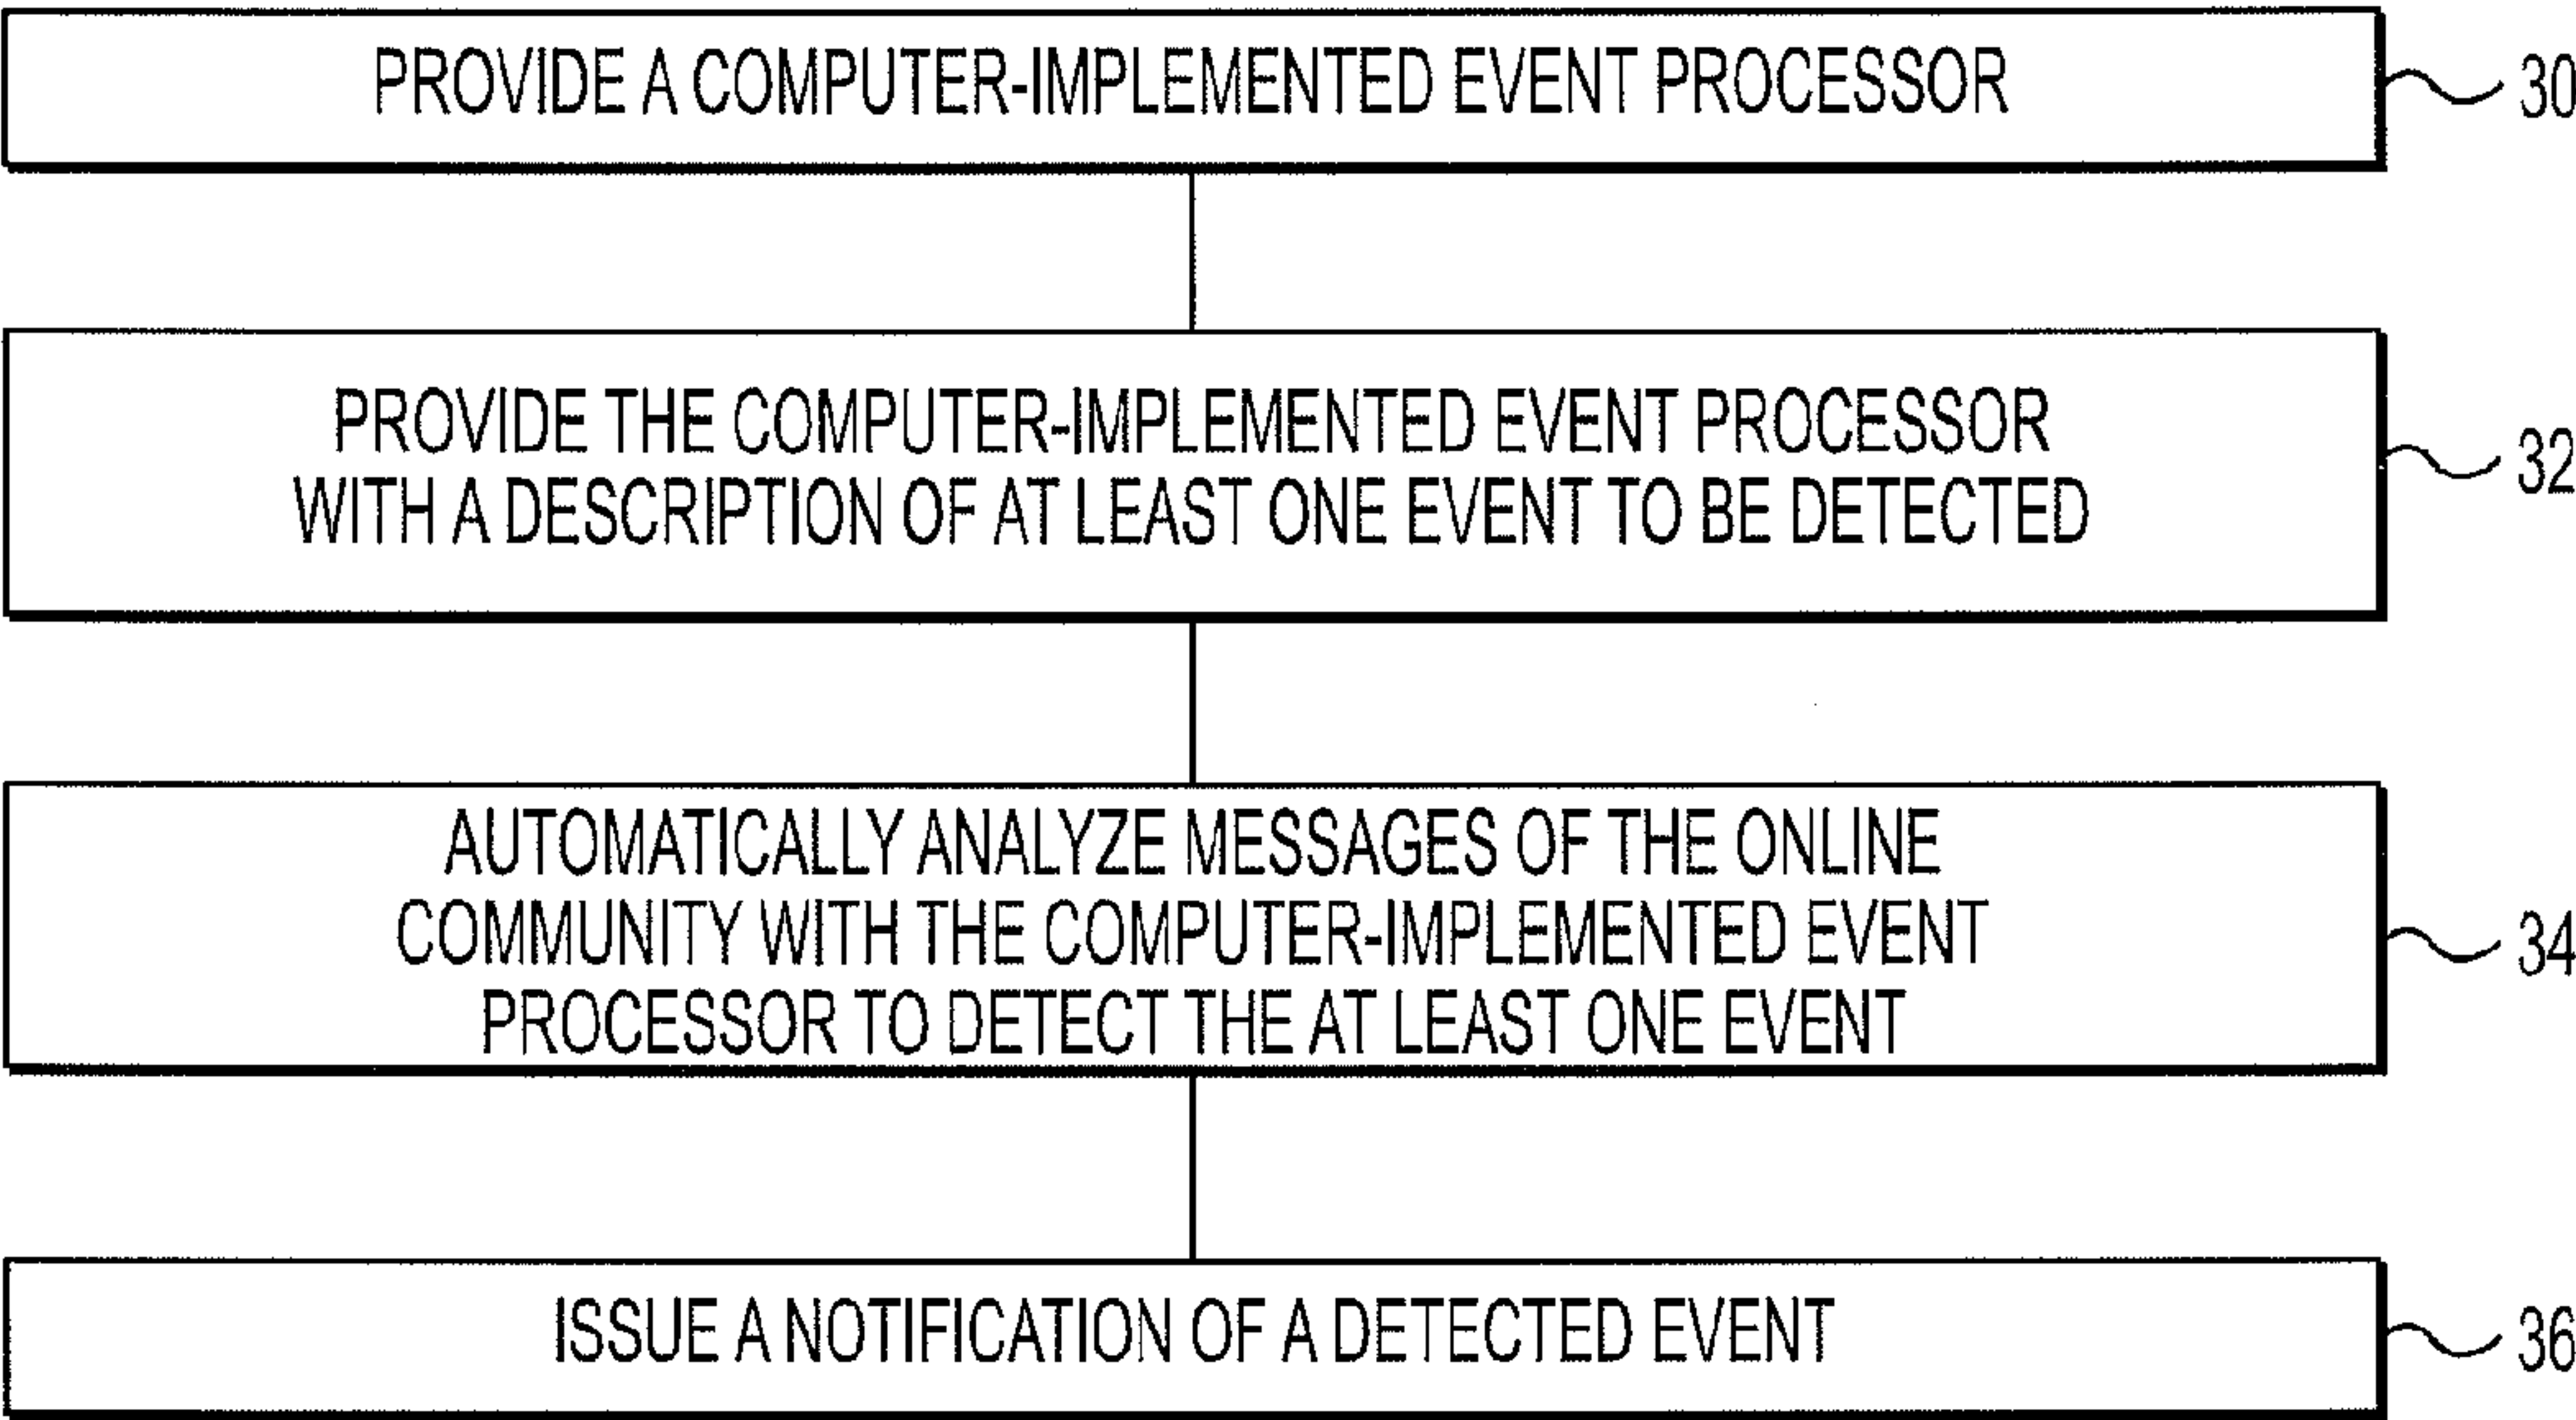 PROVIDE A COMPUTER-IMPLEMENTED EVENT PROCESSOR
30
PROVIDE THE COMPUTER-IMPLEMENTED EVENT PROCESSOR
WITH A DESCRIPTION OF AT LEAST ONE EVENT TO BE DETECTED
32
AUTOMATICALLY ANALYZE MESSAGES OF THE ONLINE
COMMUNITY WITH THE COMPUTER-IMPLEMENTED EVENT
PROCESSOR TO DETECT THE AT LEAST ONE EVENT
34
ISSUE A NOTIFICATION OF A DETECTED EVENT
36